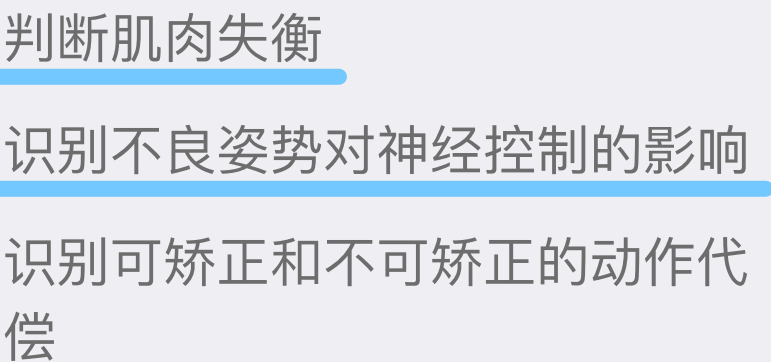 判断肌肉失衡
识别不良姿势对神经控制的影响
识别可矫正和不可矫正的动作代
偿